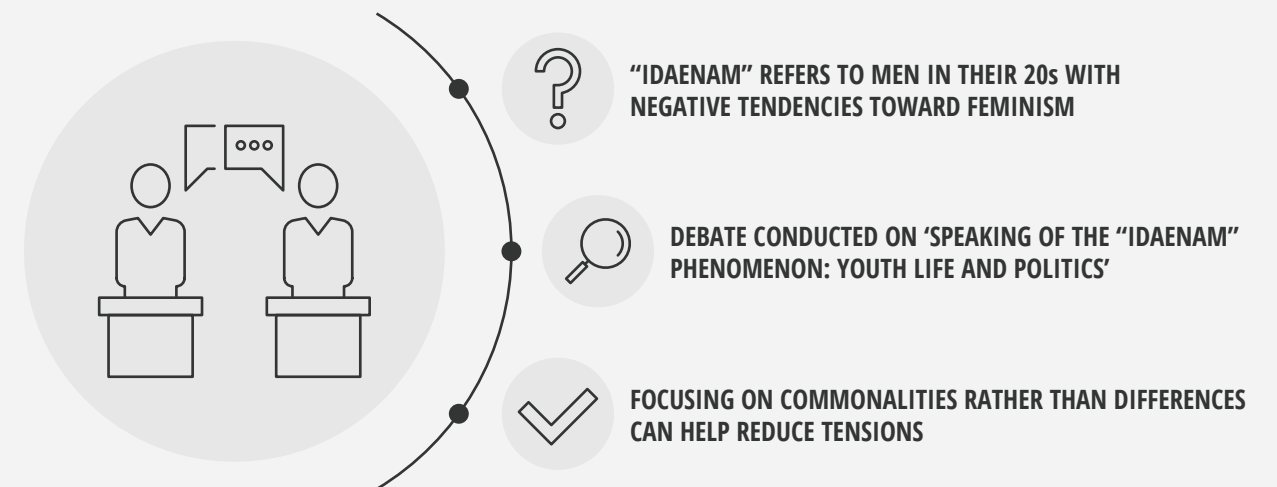 “IDAENAM” REFERS TO MEN IN THEIR 20s WITH
NEGATIVE TENDENCIES TOWARD FEMINISM
DEBATE CONDUCTED ON ‘SPEAKING OF THE “IDAENAM”
PHENOMENON: YOUTH LIFE AND POLITICS’
FOCUSING ON COMMONALITIES RATHER THAN DIFFERENCES
CAN HELP REDUCE TENSIONS